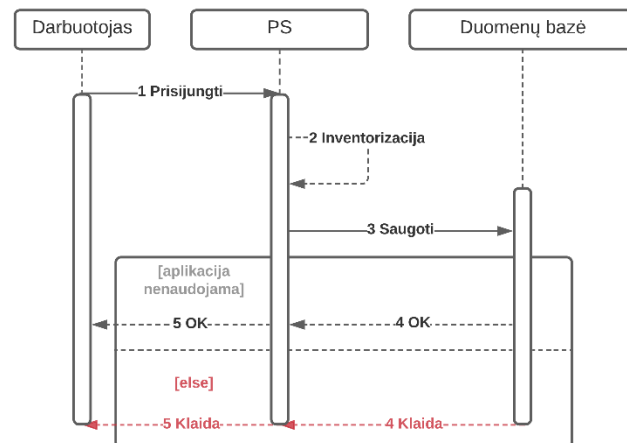 Darbuotojas
PS
Duomenų bazė
1 Prisijungti
2 Inventorizacija
3 Saugoti
[aplikacija
nenaudojama]
5 OK
4 OK
[else]
5 Klaida
4 Klaida